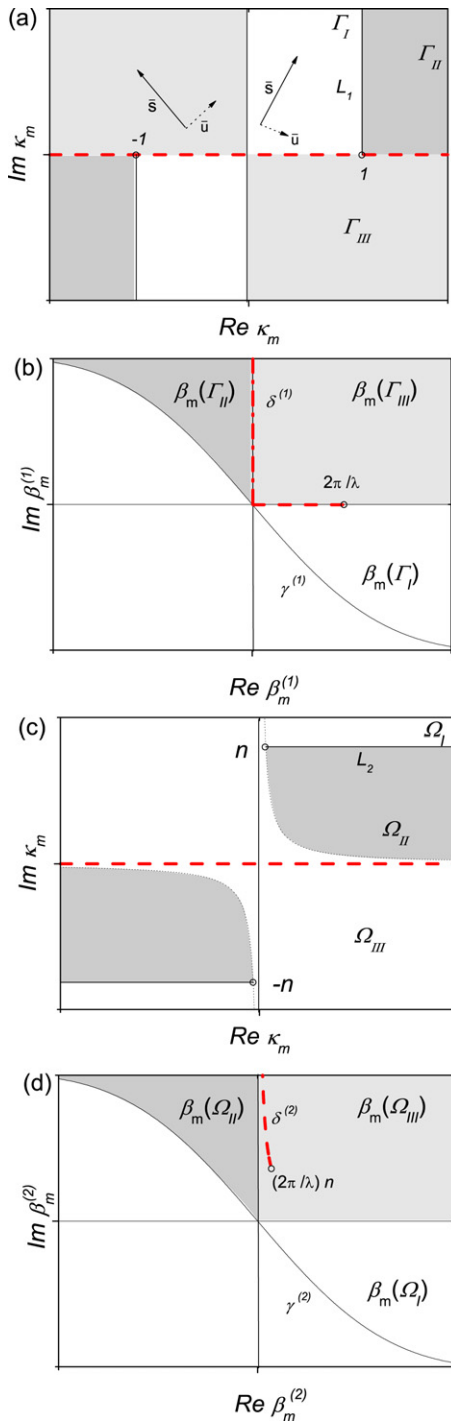 (a)
Γ_I
Γ_II
s̄
s̄
L_1
ū
ū
-1
1
Im κ_m
Γ_III
Re κ_m
(b)
β_m(Γ_II)
δ^(1)
β_m(Γ_III)
2π/λ
Im β_m^(1)
β_m(Γ_I)
γ^(1)
Re β_m^(1)
(c)
Ω_I
n
L_2
Ω_II
Im κ_m
Ω_III
-n
Re κ_m
(d)
β_m(Ω_II)
δ^(2)
β_m(Ω_III)
(2π/λ) n
Im β_m^(2)
β_m(Ω_I)
γ^(2)
Re β_m^(2)